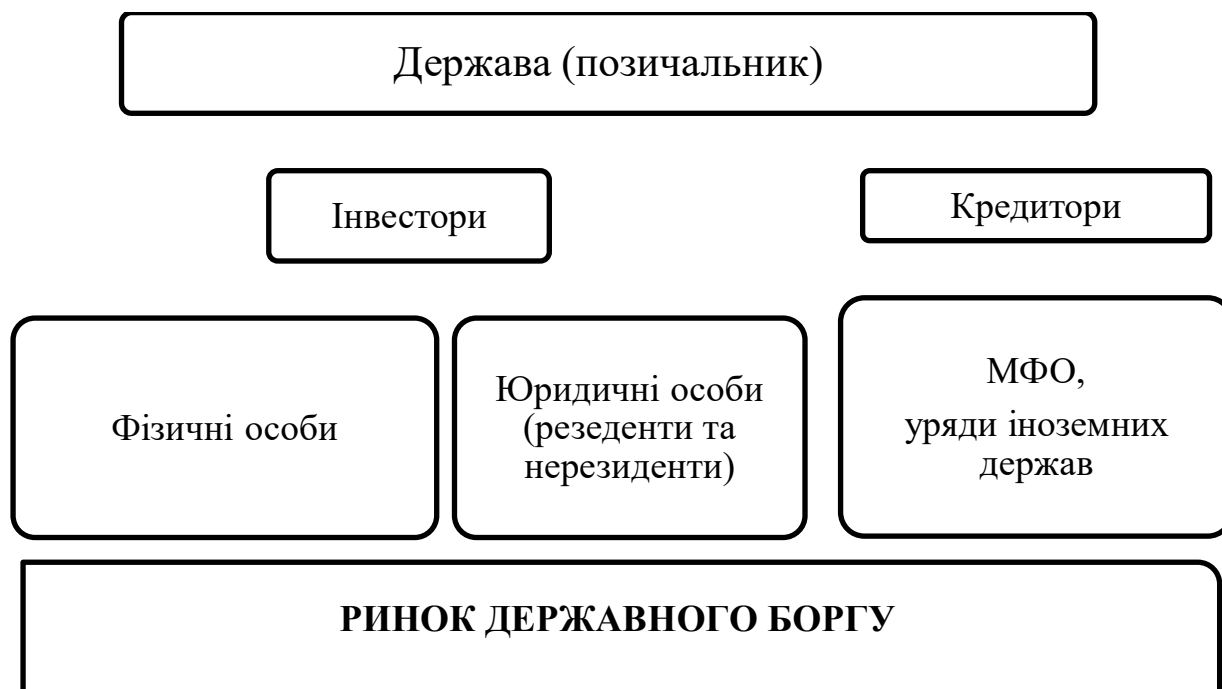 Держава (позичальник)
Інвестори
Кредитори
Фізичні особи
Юридичні особи
(резеденти та
нерезиденти)
МФО,
уряди іноземних
держав
РИНОК ДЕРЖАВНОГО БОРГУ